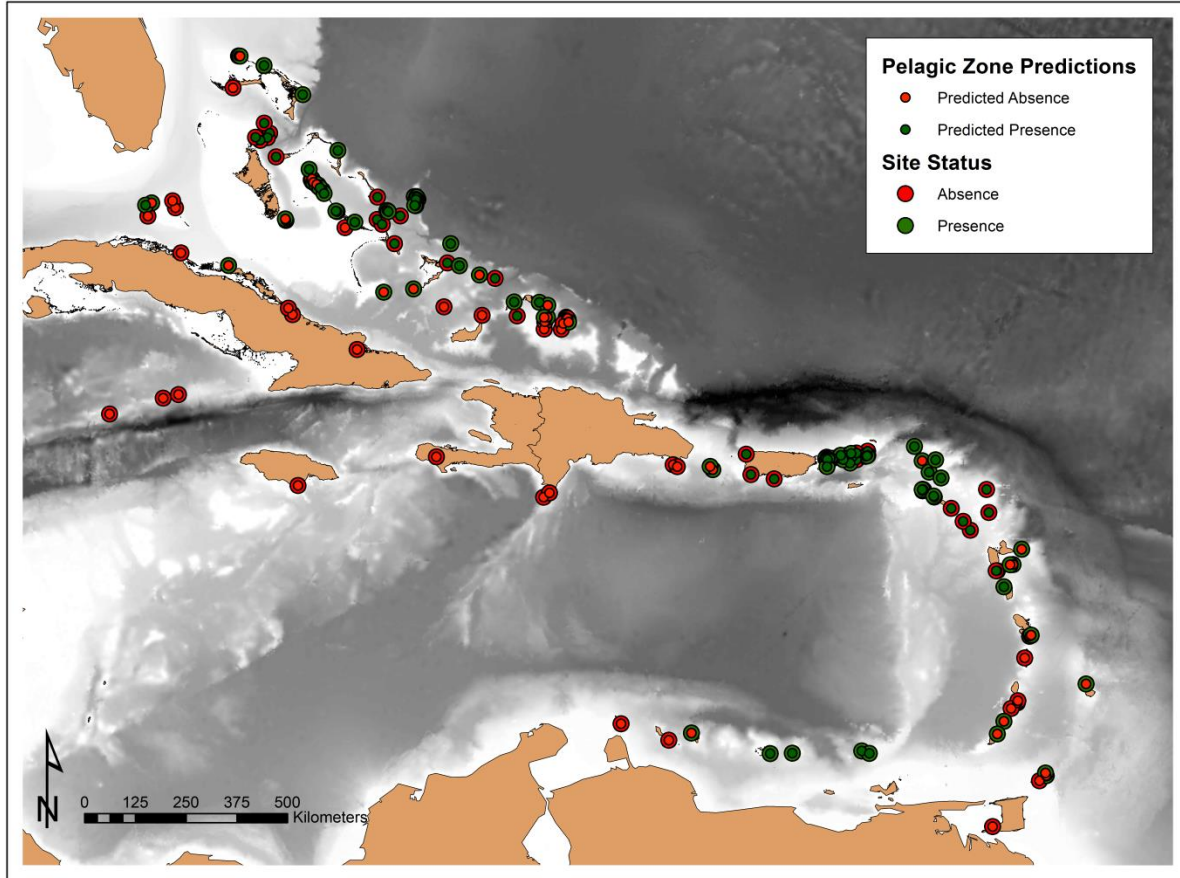 Pelagic Zone Predictions
Predicted Absence
Predicted Presence
Site Status
Absence
Presence
N
0 125 250 375 500
Kilometers